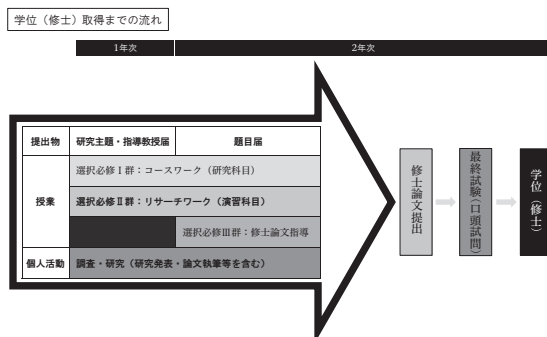 学位（修士）取得までの流れ
1年次
2年次
提出物
研究主題・指導教授届
題目届
授業
選択必修Ⅰ群：コースワーク（研究科目）
選択必修Ⅱ群：リサーチワーク（演習科目）
選択必修Ⅲ群：修士論文指導
個人活動
調査・研究（研究発表・論文執筆等を含む）
修士論文提出
最終試験（口頭試問）
学位（修士）